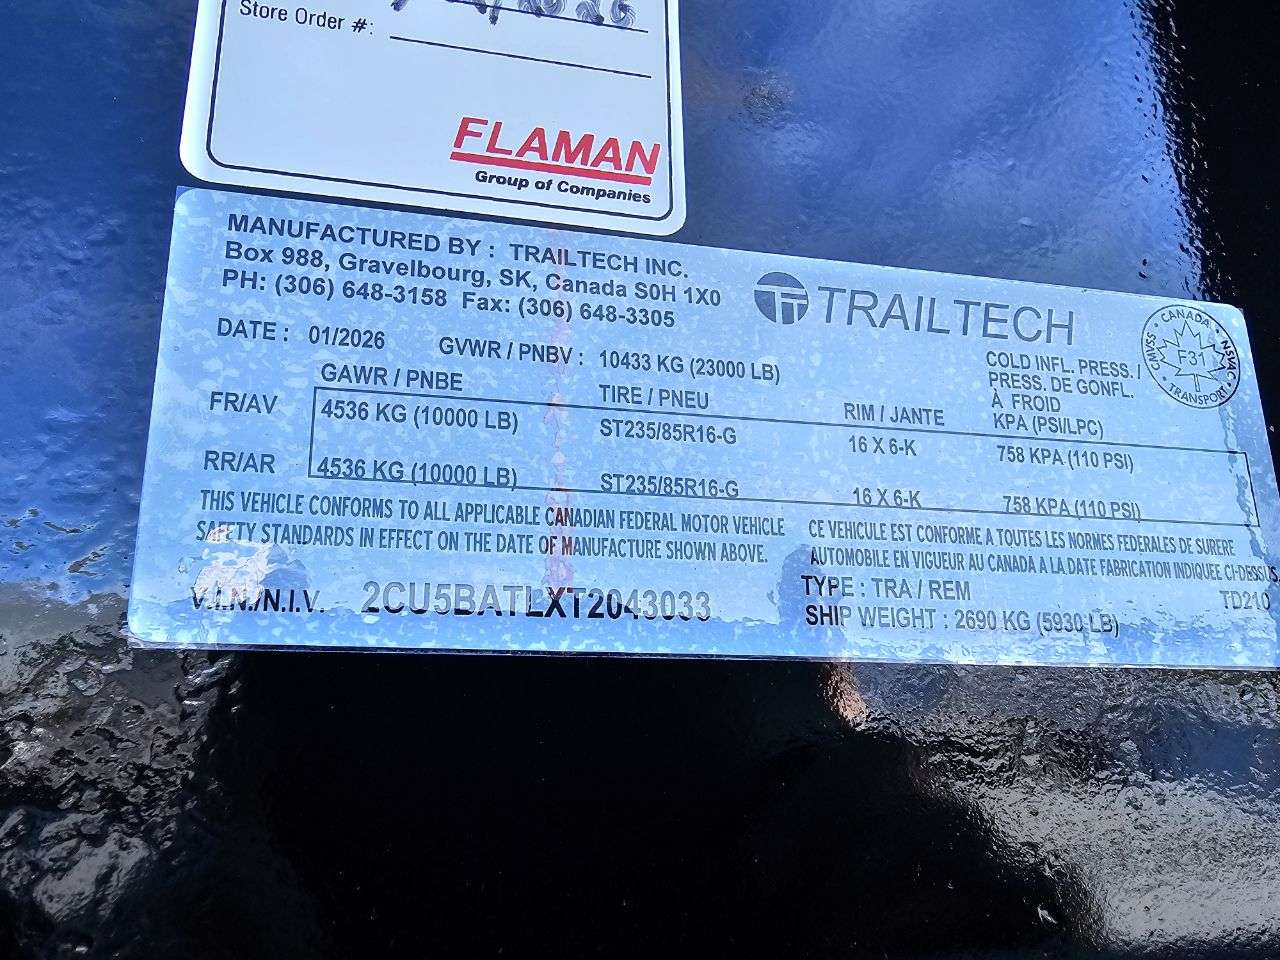 Store Order #:
FLAMAN
Group of Companies
MANUFACTURED BY : TRAILTECH INC.
Box 988, Gravelbourg, SK, Canada S0H 1X0
PH: (306) 648-3158 Fax: (306) 648-3305
TRAILTECH
CANADA
CMVSS NSVAC
F31
TRANSPORT
DATE : 01/2026 GVWR / PNBV : 10433 KG (23000 LB)
GAWR / PNBE TIRE / PNEU RIM / JANTE
COLD INFL. PRESS. /
PRESS. DE GONFL.
À FROID
KPA (PSI/LPC)
FR/AV 4536 KG (10000 LB) ST235/85R16-G 16 X 6-K 758 KPA (110 PSI)
RR/AR 4536 KG (10000 LB) ST235/85R16-G 16 X 6-K 758 KPA (110 PSI)
THIS VEHICLE CONFORMS TO ALL APPLICABLE CANADIAN FEDERAL MOTOR VEHICLE
SAFETY STANDARDS IN EFFECT ON THE DATE OF MANUFACTURE SHOWN ABOVE.
CE VEHICULE EST CONFORME A TOUTES LES NORMES FEDERALES DE SURERE
AUTOMOBILE EN VIGUEUR AU CANADA A LA DATE FABRICATION INDIQUEE CI-DESSUS
V.I.N./N.I.V. 2CU5BATLXT2043033
TYPE : TRA / REM TD210
SHIP WEIGHT : 2690 KG (5930 LB)